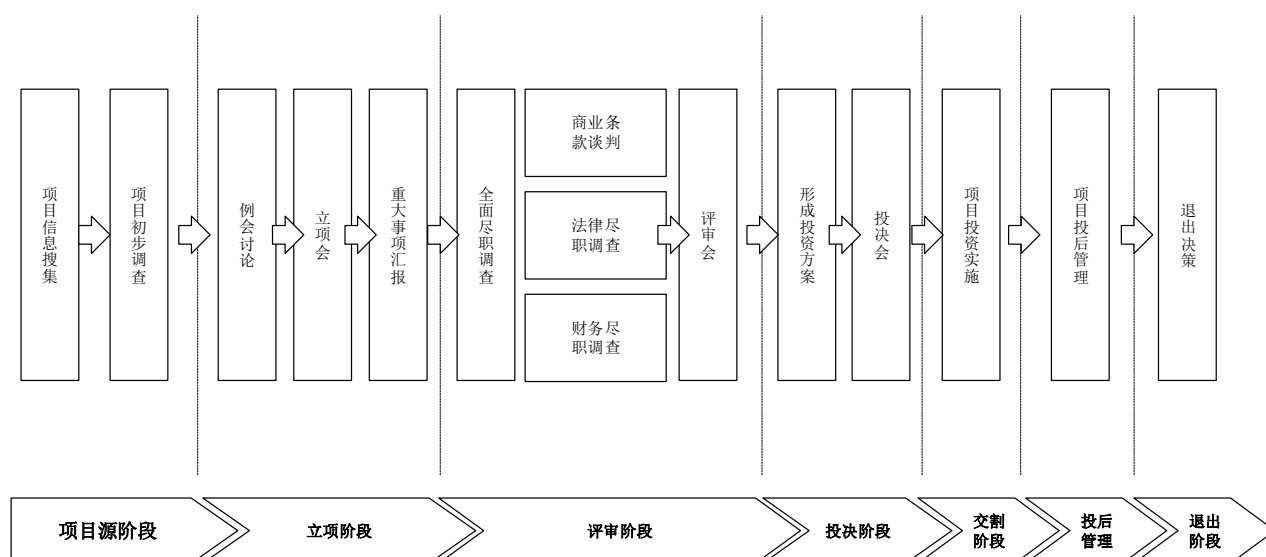 项目信息搜集
项目初步调查
例会讨论
立项会
重大事项汇报
全面尽职调查
商业条
款谈判
法律尽
职调查
财务尽
职调查
评审会
形成投资方案
投决会
项目投资实施
项目投后管理
退出决策
项目源阶段
立项阶段
评审阶段
投决阶段
交割
阶段
投后
管理
退出
阶段